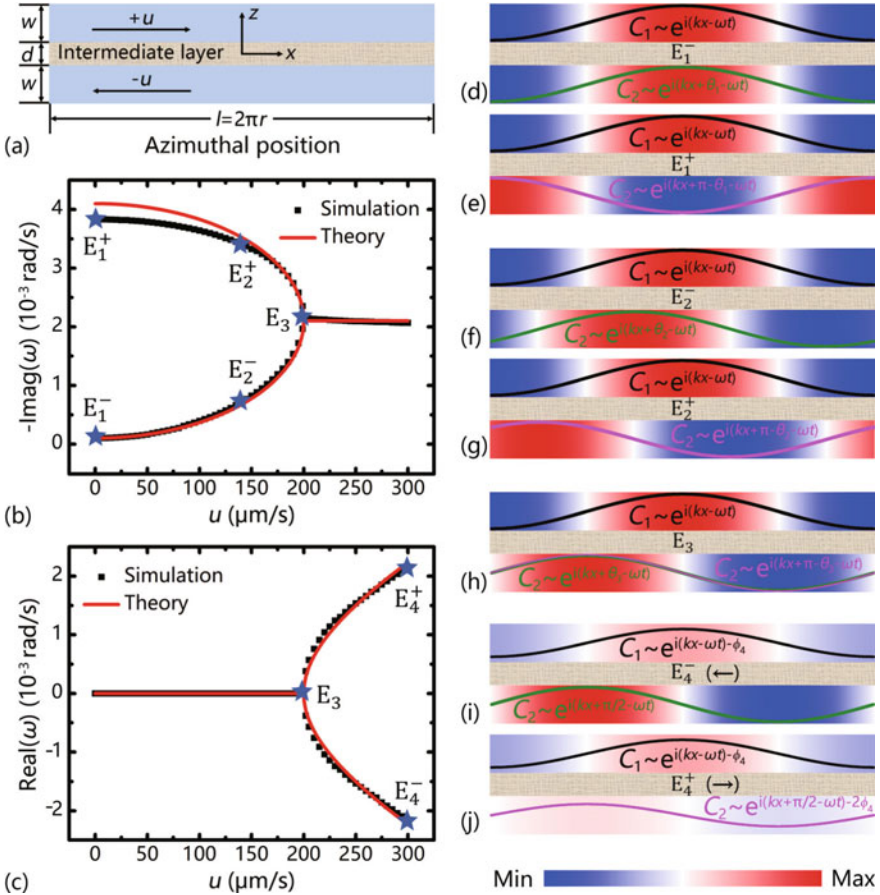 w
+u
z
d
Intermediate layer
x
w
-u
l=2πr
(a)
Azimuthal position
-Imag(ω) (10⁻³ rad/s)
4
3
2
1
0
Simulation
Theory
E₁⁺
E₂⁺
E₃
E₂⁻
E₁⁻
0 50 100 150 200 250 300
(b)
u (μm/s)
Real(ω) (10⁻³ rad/s)
2
1
0
-1
-2
Simulation
Theory
E₄⁺
E₃
E₄⁻
0 50 100 150 200 250 300
(c)
u (μm/s)
C₁~e^i(kx-ωt)
E₁⁻
(d)
C₂~e^i(kx+θ₁-ωt)
C₁~e^i(kx-ωt)
E₁⁺
(e)
C₂~e^i(kx+π-θ₁-ωt)
C₁~e^i(kx-ωt)
E₂⁻
(f)
C₂~e^i(kx+θ₂-ωt)
C₁~e^i(kx-ωt)
E₂⁺
(g)
C₂~e^i(kx+π-θ₂-ωt)
C₁~e^i(kx-ωt)
E₃
(h)
C₂~e^i(kx+θ₃-ωt)
C₂~e^i(kx+π-θ₃-ωt)
C₁~e^i(kx-ωt)-ϕ₄
E₄⁻ (←)
(i)
C₂~e^i(kx+π/2-ωt)
C₁~e^i(kx-ωt)-ϕ₄
E₄⁺ (→)
(j)
C₂~e^i(kx+π/2-ωt)-2ϕ₄
Min
Max